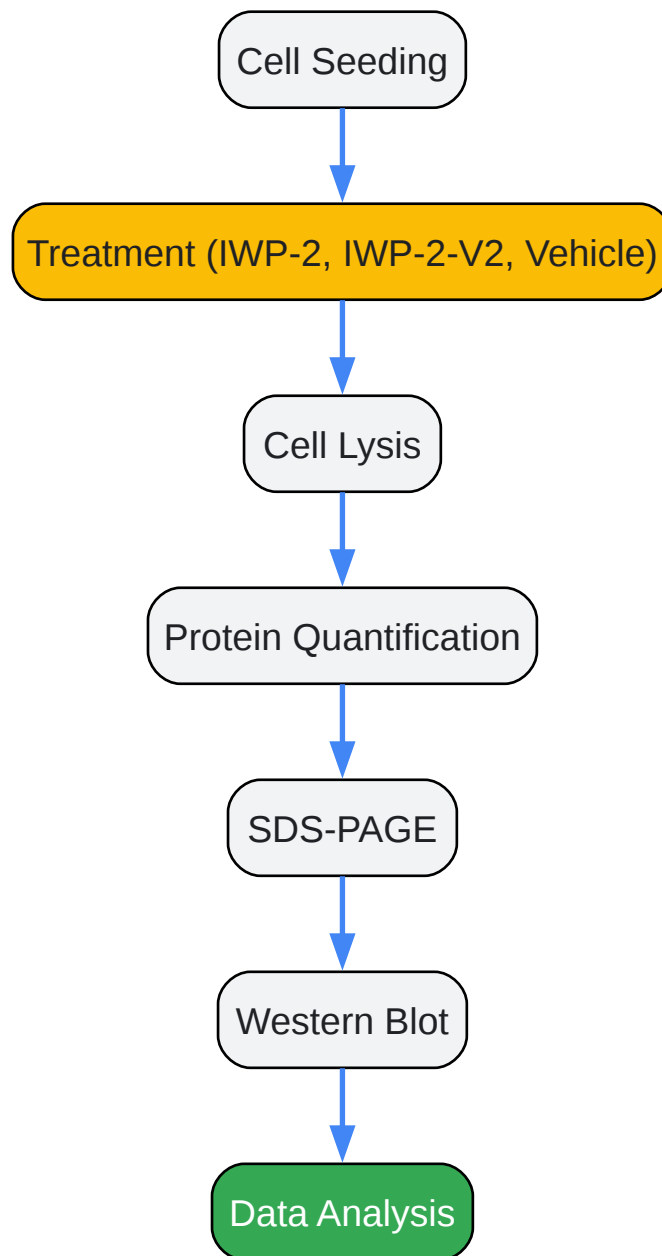 Cell Seeding
Treatment (IWP-2, IWP-2-V2, Vehicle)
Cell Lysis
Protein Quantification
SDS-PAGE
Western Blot
Data Analysis